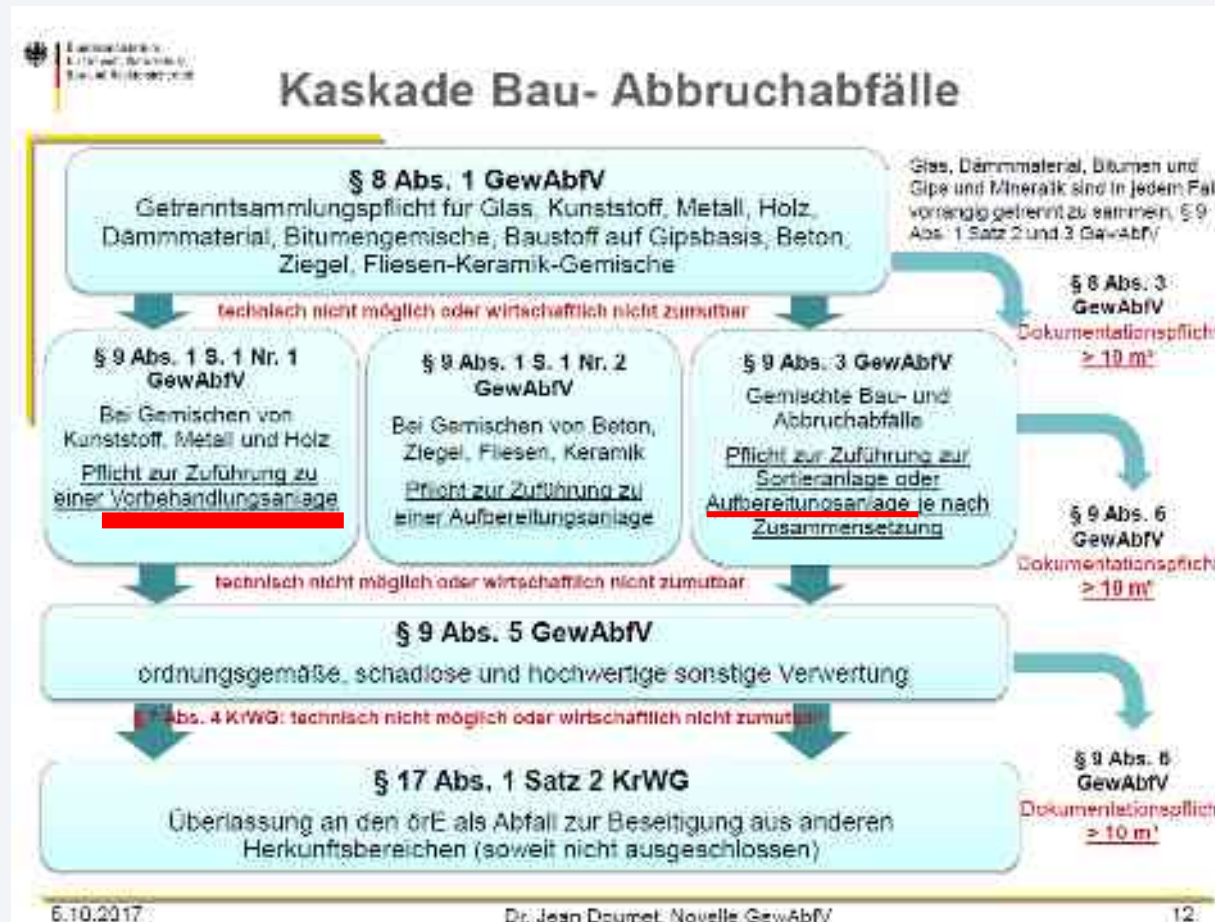 Kaskade Bau- Abbruchabfälle
§ 8 Abs. 1 GewAbfV
Getrenntsammlungspflicht für Glas, Kunststoff, Metall, Holz,
Dämmmaterial, Bitumengemische, Baustoff auf Gipsbasis, Beton,
Ziegel, Fliesen-Keramik-Gemische
Glas, Dämmmaterial, Bitumen und
Gips und Mineralik sind in jedem Fal
vorrangig getrennt zu sammeln, § 9
Abs. 1 Satz 2 und 3 GewAbfV
technisch nicht möglich oder wirtschaftlich nicht zumutbar
§ 8 Abs. 3
GewAbfV
Dokumentationspflicht
> 10 m³
§ 9 Abs. 1 S. 1 Nr. 1
GewAbfV
Bei Gemischen von
Kunststoff, Metall und Holz
Pflicht zur Zuführung zu
einer Vorbehandlungsanlage
§ 9 Abs. 1 S. 1 Nr. 2
GewAbfV
Bei Gemischen von Beton,
Ziegel, Fliesen, Keramik
Pflicht zur Zuführung zu
einer Aufbereitungsanlage
§ 9 Abs. 3 GewAbfV
Gemischte Bau- und
Abbruchabfälle
Pflicht zur Zuführung zur
Sortieranlage oder
Aufbereitungsanlage je nach
Zusammensetzung
§ 9 Abs. 6
GewAbfV
Dokumentationspflicht
> 10 m³
technisch nicht möglich oder wirtschaftlich nicht zumutbar
§ 9 Abs. 5 GewAbfV
ordnungsgemäße, schadlose und hochwertige sonstige Verwertung
Abs. 4 KrWG: technisch nicht möglich oder wirtschaftlich nicht zumutbar
§ 17 Abs. 1 Satz 2 KrWG
Überlassung an den örE als Abfall zur Beseitigung aus anderen
Herkunftsbereichen (soweit nicht ausgeschlossen)
§ 9 Abs. 6
GewAbfV
Dokumentationspflicht
> 10 m³
5.10.2017
Dr. Jean Doumet, Novelle GewAbfV
12